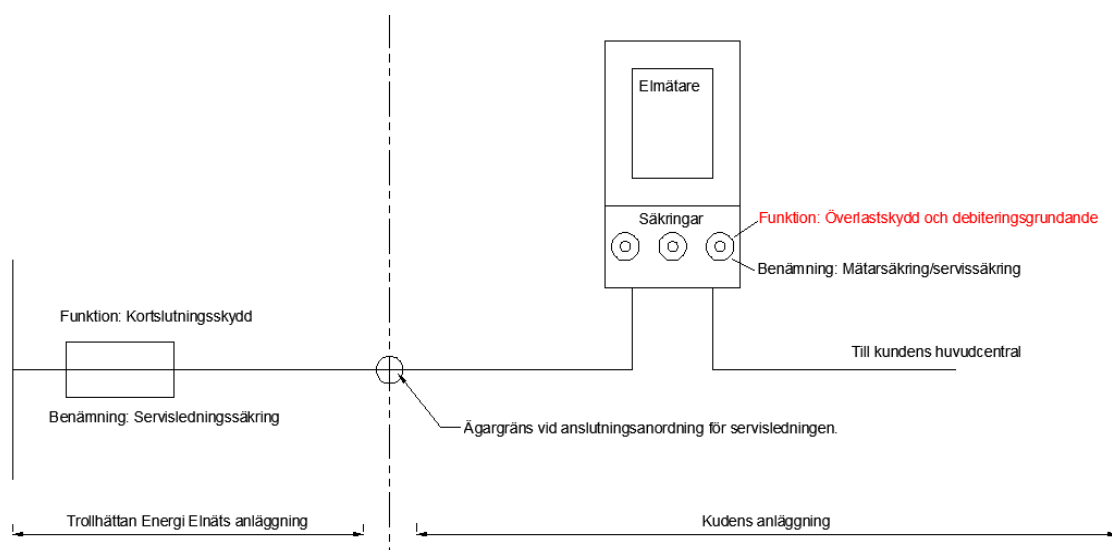 Elmätare
Säkringar
Funktion: Överlastskydd och debiteringsgrundande
Benämning: Mätarsäkring/servissäkring
Funktion: Kortslutningsskydd
Till kundens huvudcentral
Benämning: Servisledningssäkring
Ägargräns vid anslutningsanordning för servisledningen.
Trollhättan Energi Elnäts anläggning
Kudens anläggning